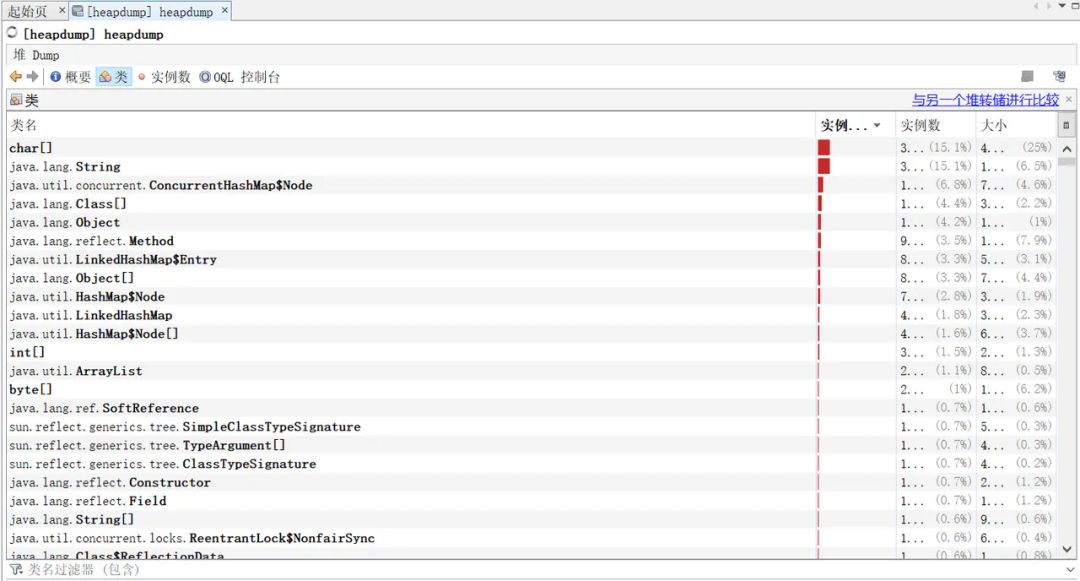 起始页 × [heapdump] heapdump ×
[heapdump] heapdump
堆 Dump
概要 类 实例数 OQL 控制台
类 与另一个堆转储进行比较 ×
类名 实例... 实例数 大小
char[] 3... (15.1%) 4... (25%)
java.lang.String 3... (15.1%) 1... (6.5%)
java.util.concurrent.ConcurrentHashMap$Node 1... (6.8%) 7... (4.6%)
java.lang.Class[] 1... (4.4%) 3... (2.2%)
java.lang.Object 1... (4.2%) 1... (1%)
java.lang.reflect.Method 9... (3.5%) 1... (7.9%)
java.util.LinkedHashMap$Entry 8... (3.3%) 5... (3.1%)
java.lang.Object[] 8... (3.3%) 7... (4.4%)
java.util.HashMap$Node 7... (2.8%) 3... (1.9%)
java.util.LinkedHashMap 4... (1.8%) 3... (2.3%)
java.util.HashMap$Node[] 4... (1.6%) 6... (3.7%)
int[] 3... (1.5%) 2... (1.3%)
java.util.ArrayList 2... (1.1%) 8... (0.5%)
byte[] 2... (1%) 1... (6.2%)
java.lang.ref.SoftReference 1... (0.7%) 1... (0.6%)
sun.reflect.generics.tree.SimpleClassTypeSignature 1... (0.7%) 5... (0.3%)
sun.reflect.generics.tree.TypeArgument[] 1... (0.7%) 4... (0.3%)
sun.reflect.generics.tree.ClassTypeSignature 1... (0.7%) 4... (0.2%)
java.lang.reflect.Constructor 1... (0.7%) 2... (1.2%)
java.lang.reflect.Field 1... (0.7%) 1... (1.2%)
java.lang.String[] 1... (0.6%) 9... (0.6%)
java.util.concurrent.locks.ReentrantLock$NonfairSync 1... (0.6%) 6... (0.4%)
java.lang.Class$ReflectionData 1... (0.6%) 1... (0.8%)
类名过滤器 (包含)